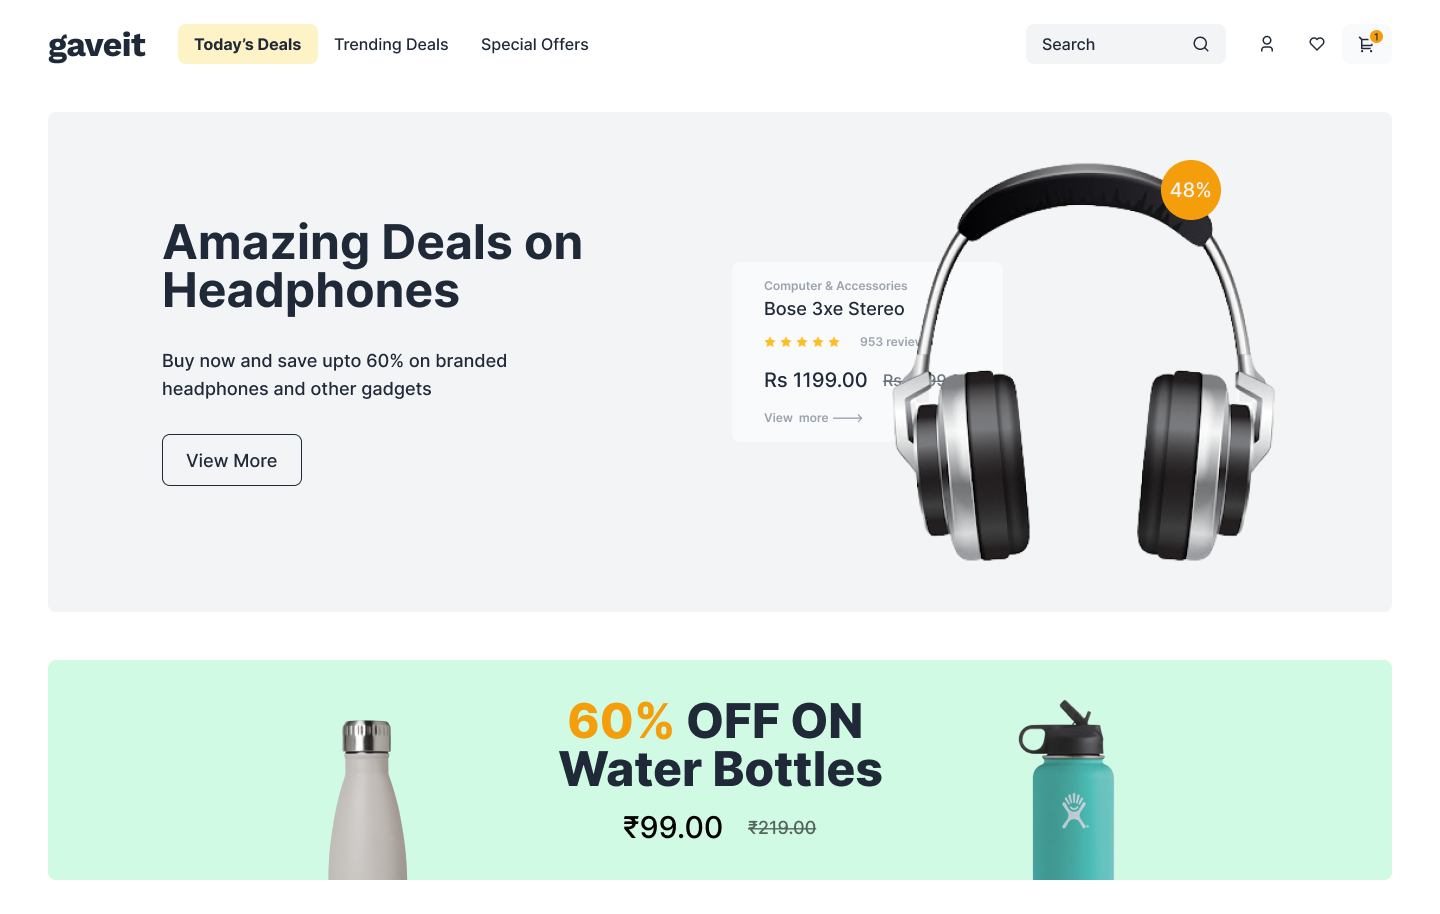 gaveit
Today's Deals
Trending Deals
Special Offers
Search
1
Amazing Deals on
Headphones
Buy now and save upto 60% on branded
headphones and other gadgets
View More
48%
Computer & Accessories
Bose 3xe Stereo
953
Rs 1199.00
Rs
View more
60% OFF ON
Water Bottles
₹99.00
₹219.00